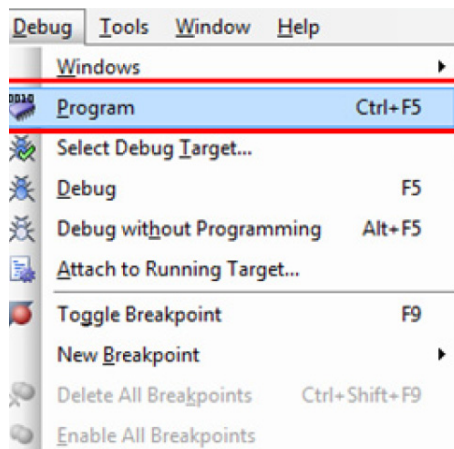 Debug Tools Window Help
Windows
Program Ctrl+F5
Select Debug Target...
Debug F5
Debug without Programming Alt+F5
Attach to Running Target...
Toggle Breakpoint F9
New Breakpoint
Delete All Breakpoints Ctrl+Shift+F9
Enable All Breakpoints